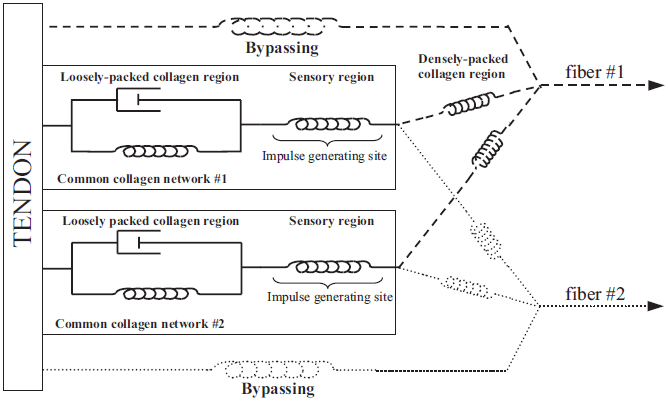 Bypassing
Densely-packed
collagen region
fiber #1
Loosely-packed collagen region
Sensory region
Impulse generating site
Common collagen network #1
TENDON
Loosely packed collagen region
Sensory region
Impulse generating site
fiber #2
Common collagen network #2
Bypassing